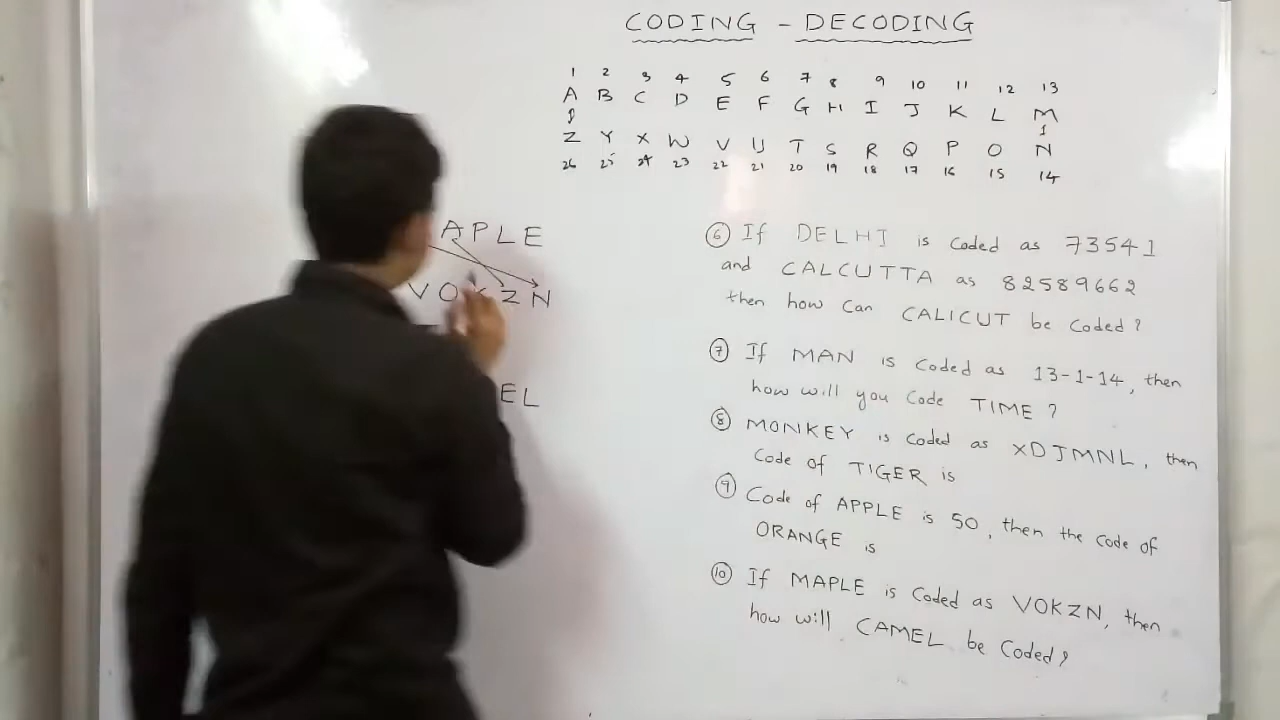 CODING - DECODING
1 2 3 4 5 6 7 8 9 10 11 12 13
A B C D E F G H I J K L M
Z Y X W V U T S R Q P O N
26 25 24 23 22 21 20 19 18 17 16 15 14
APLE
VOKZN
EL
6 If DELHI is coded as 73541
and CALCUTTA as 82589662
then how can CALICUT be coded?
7 If MAN is coded as 13-1-14, then
how will you code TIME?
8 MONKEY is coded as XDJMNL, then
code of TIGER is
9 Code of APPLE is 50, then the code of
ORANGE is
10 If MAPLE is coded as VOKZN, then
how will CAMEL be coded?